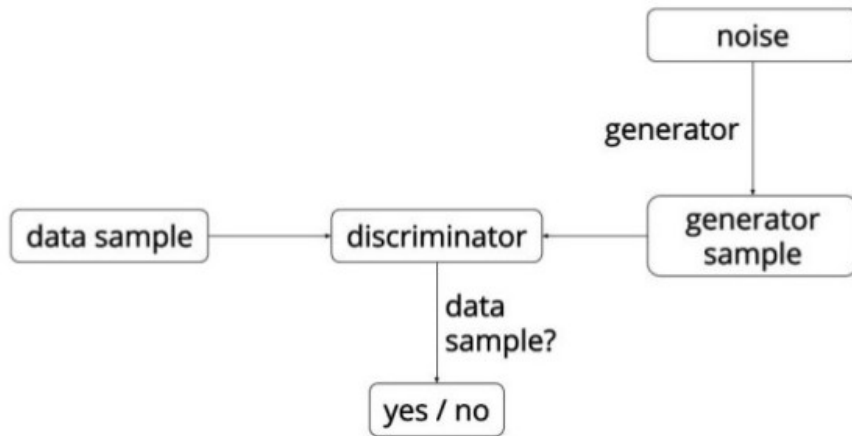 noise
generator
data sample
discriminator
generator
sample
data
sample?
yes / no